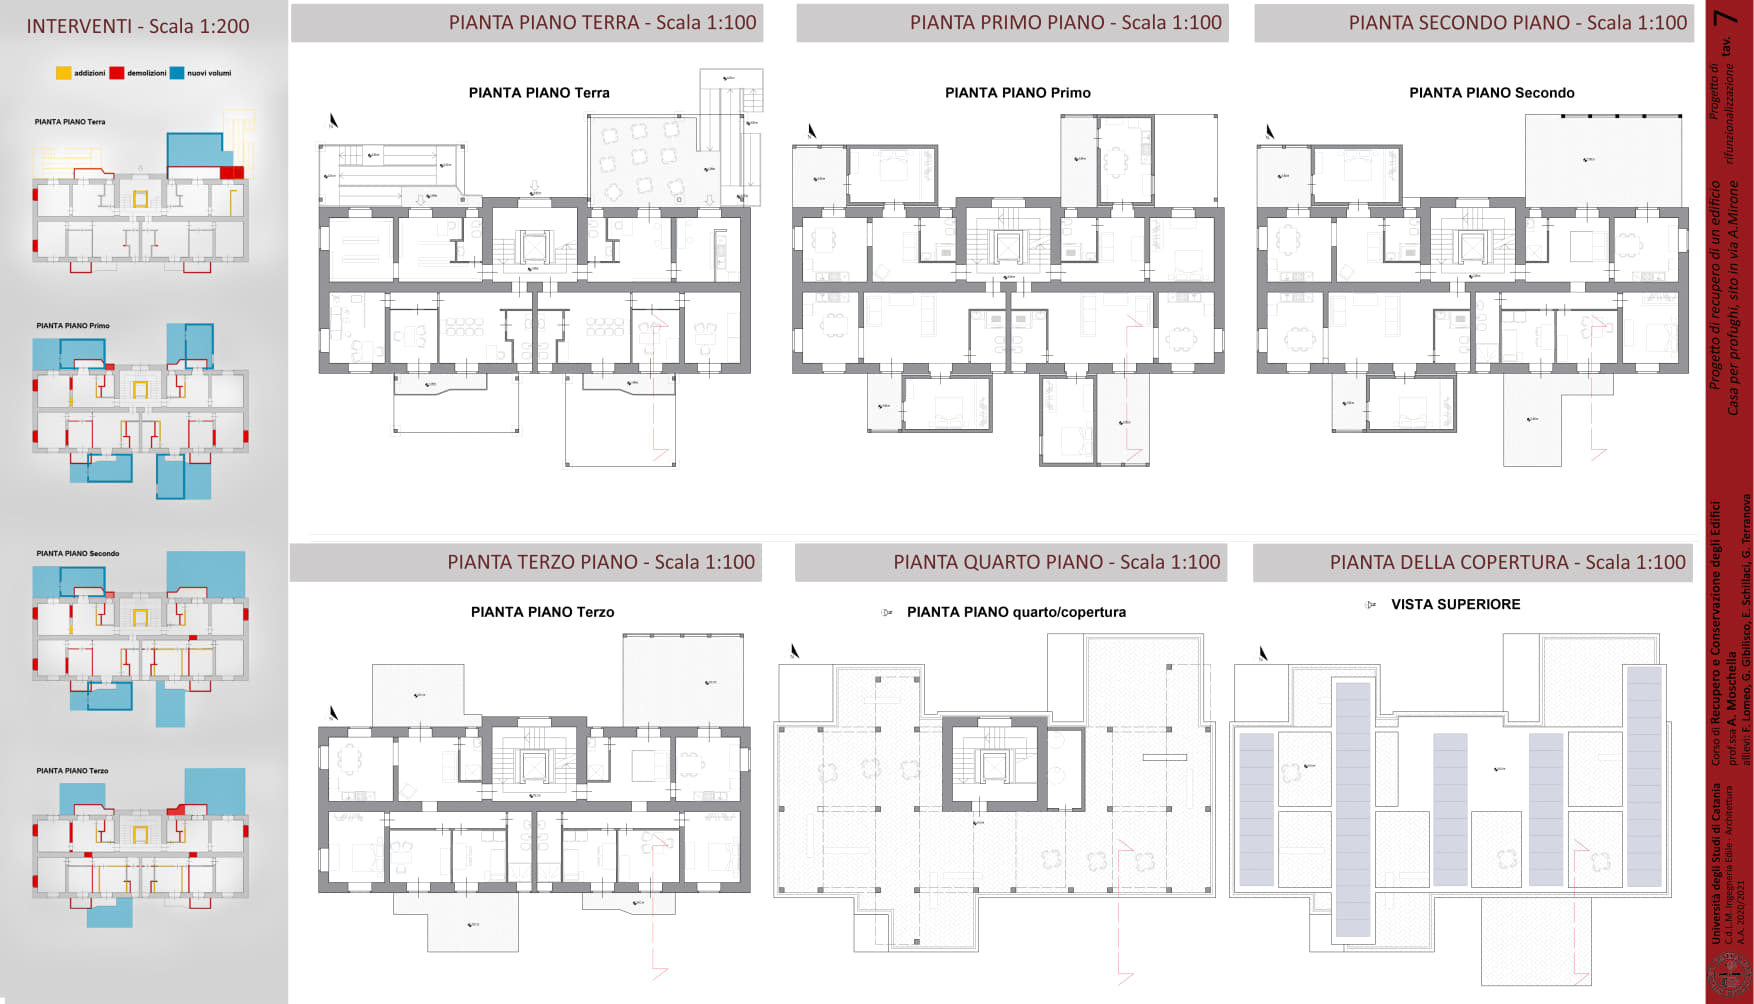 INTERVENTI - Scala 1:200
addizioni
demolizioni
nuovi volumi
PIANTA PIANO Terra
PIANTA PIANO Primo
PIANTA PIANO Secondo
PIANTA PIANO Terzo
PIANTA PIANO TERRA - Scala 1:100
PIANTA PIANO Terra
PIANTA PRIMO PIANO - Scala 1:100
PIANTA PIANO Primo
PIANTA SECONDO PIANO - Scala 1:100
PIANTA PIANO Secondo
PIANTA TERZO PIANO - Scala 1:100
PIANTA PIANO Terzo
PIANTA QUARTO PIANO - Scala 1:100
PIANTA PIANO quarto/copertura
PIANTA DELLA COPERTURA - Scala 1:100
VISTA SUPERIORE
tav. 7
Progetto di
rifunzionalizzazione
Progetto di recupero di un edificio
Casa per profughi, sito in via A.Mirone
Corso di Recupero e Conservazione degli Edifici
prof.ssa A. Moschella
allievi: F. Lomeo, G. Gibilisco, E. Schillaci, G. Terranova
Università degli Studi di Catania
C.d.L.M. Ingegneria Edile - Architettura
A.A. 2020/2021